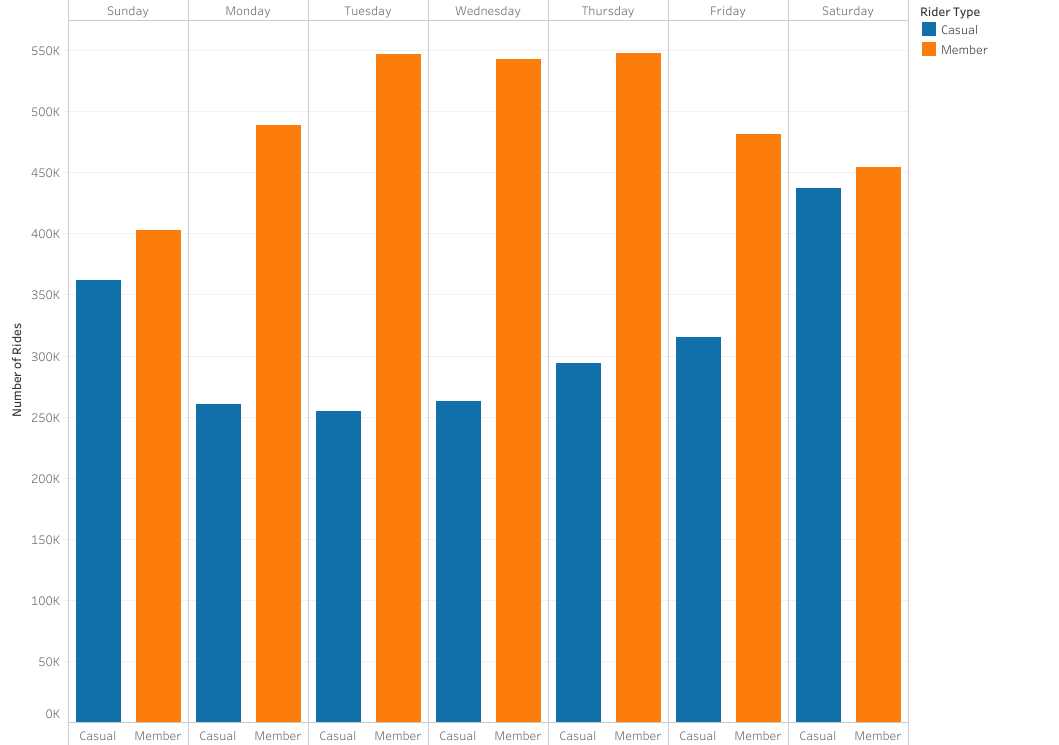 Sunday Monday Tuesday Wednesday Thursday Friday Saturday
Rider Type
Casual
Member
550K
500K
450K
400K
350K
300K
250K
200K
150K
100K
50K
0K
Number of Rides
Casual Member Casual Member Casual Member Casual Member Casual Member Casual Member Casual Member